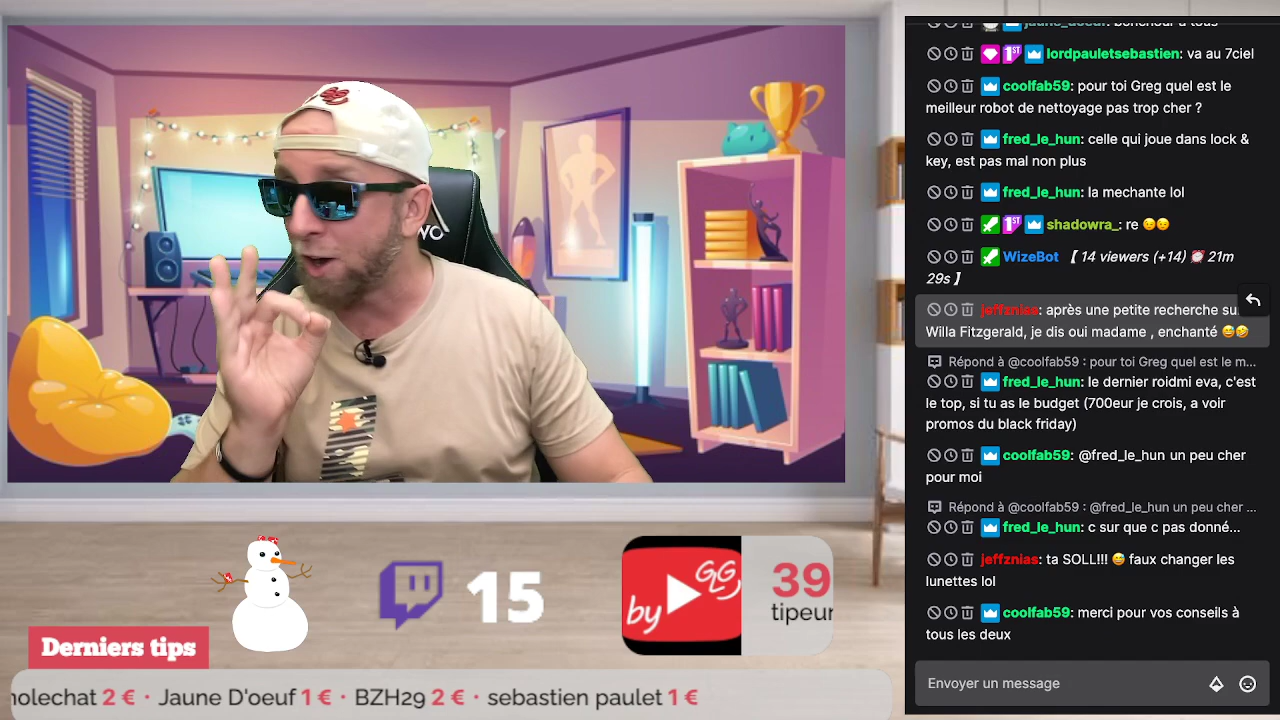 jaune_doeuf: bonchour à tous
1ST lordpauletsebastien: va au 7ciel
coolfab59: pour toi Greg quel est le
meilleur robot de nettoyage pas trop cher ?
fred_le_hun: celle qui joue dans lock &
key, est pas mal non plus
fred_le_hun: la mechante lol
1ST shadowra_: re 😊😊
WizeBot 【 14 viewers (+14) ⏰ 21m
29s 】
jeffznias: après une petite recherche su
Willa Fitzgerald, je dis oui madame , enchanté 😅🤣
Répond à @coolfab59 : pour toi Greg quel est le m...
fred_le_hun: le dernier roidmi eva, c'est
le top, si tu as le budget (700eur je crois, a voir
promos du black friday)
coolfab59: @fred_le_hun un peu cher
pour moi
Répond à @coolfab59 : @fred_le_hun un peu cher ...
fred_le_hun: c sur que c pas donné...
jeffznias: ta SOLL!!! 😅 faux changer les
lunettes lol
coolfab59: merci pour vos conseils à
tous les deux
Envoyer un message
15
by GG
39
tipeur
Derniers tips
holechat 2 € · Jaune D'oeuf 1 € · BZH29 2 € · sebastien paulet 1 €